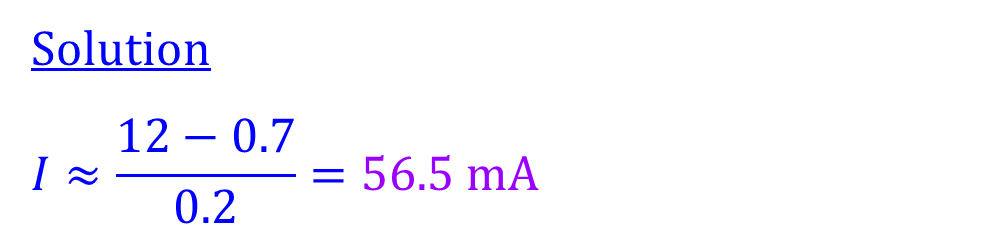 Solution
I ≈ (12 − 0.7)/0.2 = 56.5 mA